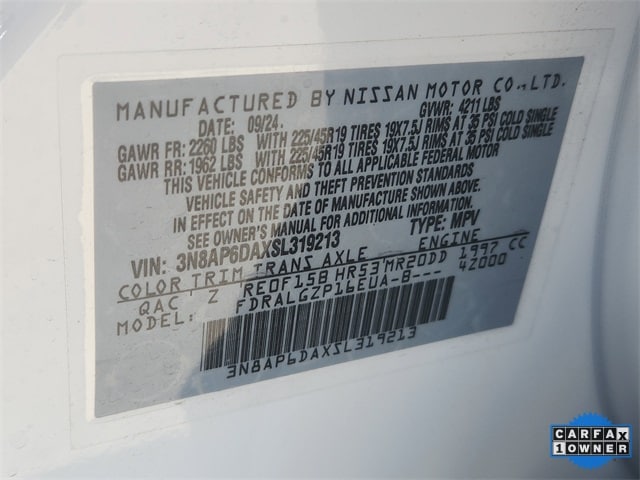 MANUFACTURED BY NISSAN MOTOR CO., LTD.
DATE: 09/24. GVWR: 4211 LBS
GAWR FR: 2260 LBS WITH 225/45R19 TIRES 19X7.5J RIMS AT 35 PSI COLD SINGLE
GAWR RR: 1962 LBS WITH 225/45R19 TIRES 19X7.5J RIMS AT 35 PSI COLD SINGLE
THIS VEHICLE CONFORMS TO ALL APPLICABLE FEDERAL MOTOR
VEHICLE SAFETY AND THEFT PREVENTION STANDARDS
IN EFFECT ON THE DATE OF MANUFACTURE SHOWN ABOVE.
SEE OWNER'S MANUAL FOR ADDITIONAL INFORMATION.
VIN: 3N8AP6DAXSL319213 TYPE: MPV
COLOR TRIM TRANS AXLE ENGINE
QAC Z RE0F15B HR53 MR20DD 1997 CC
MODEL: FDRALGZP16EUA-B--- 42000
3N8AP6DAXSL319213
CARFAX
1 OWNER